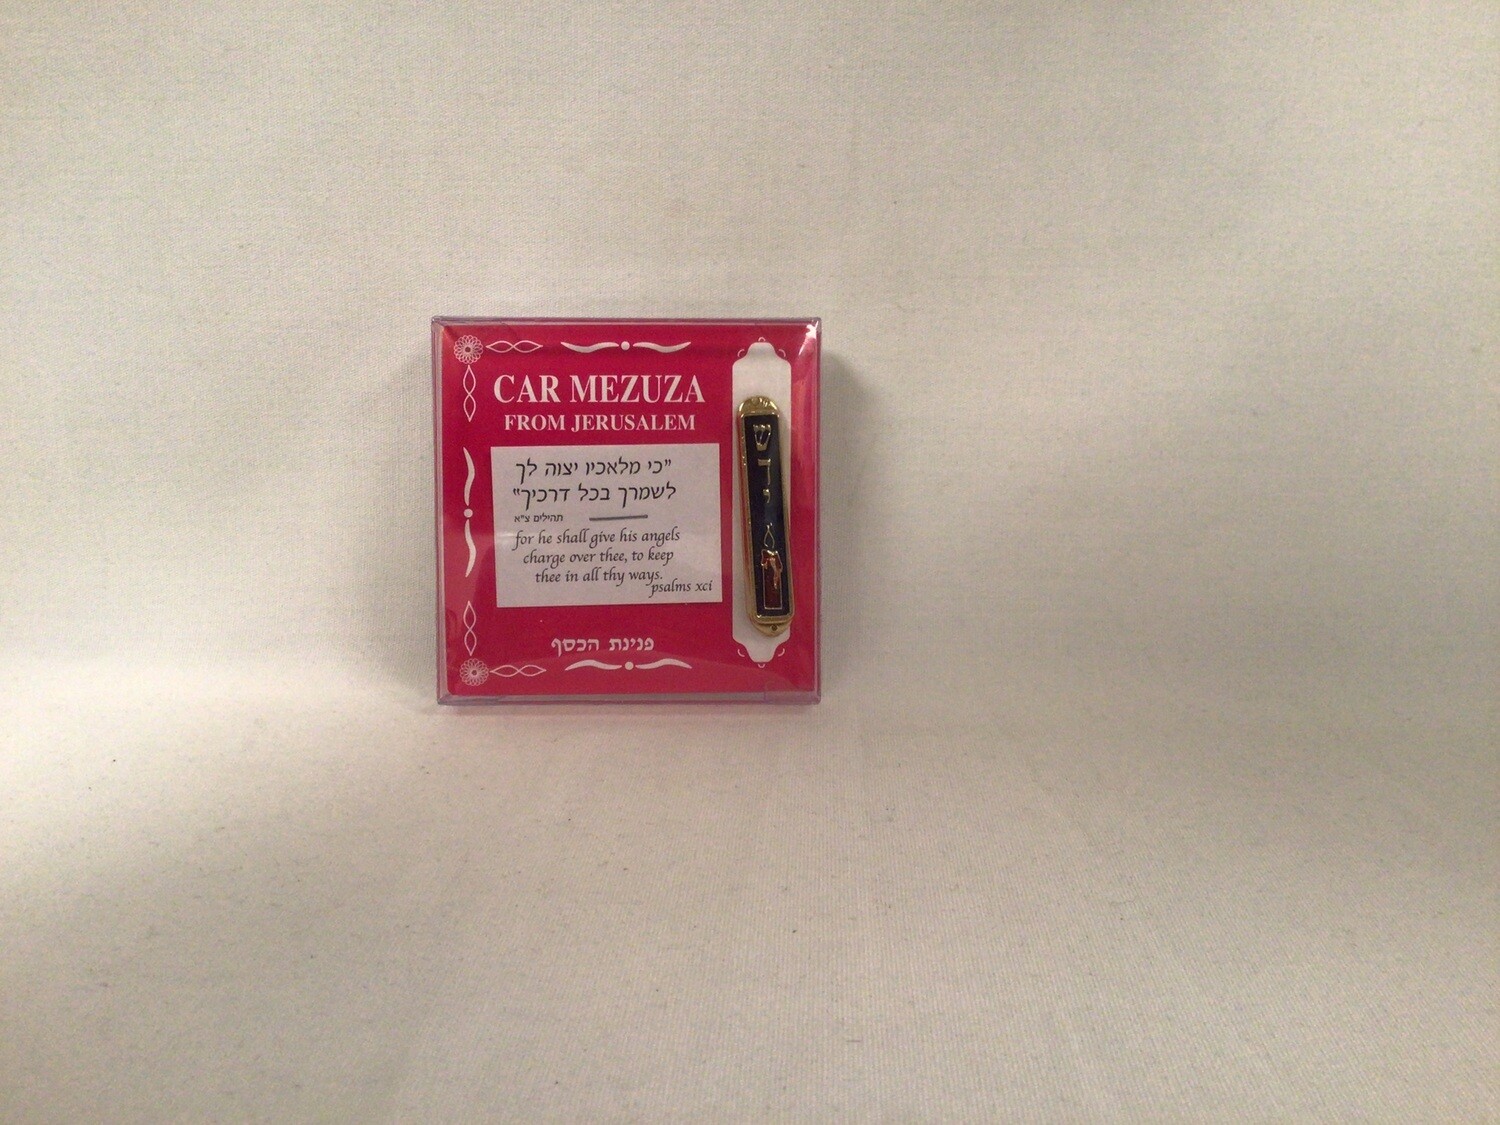 CAR MEZUZA
FROM JERUSALEM
"כי מלאכיו יצוה לך
לשמרך בכל דרכיך"
תהילים צ"א
for he shall give his angels
charge over thee, to keep
thee in all thy ways.
psalms xci
פנינת הכסף
ש
ד
י